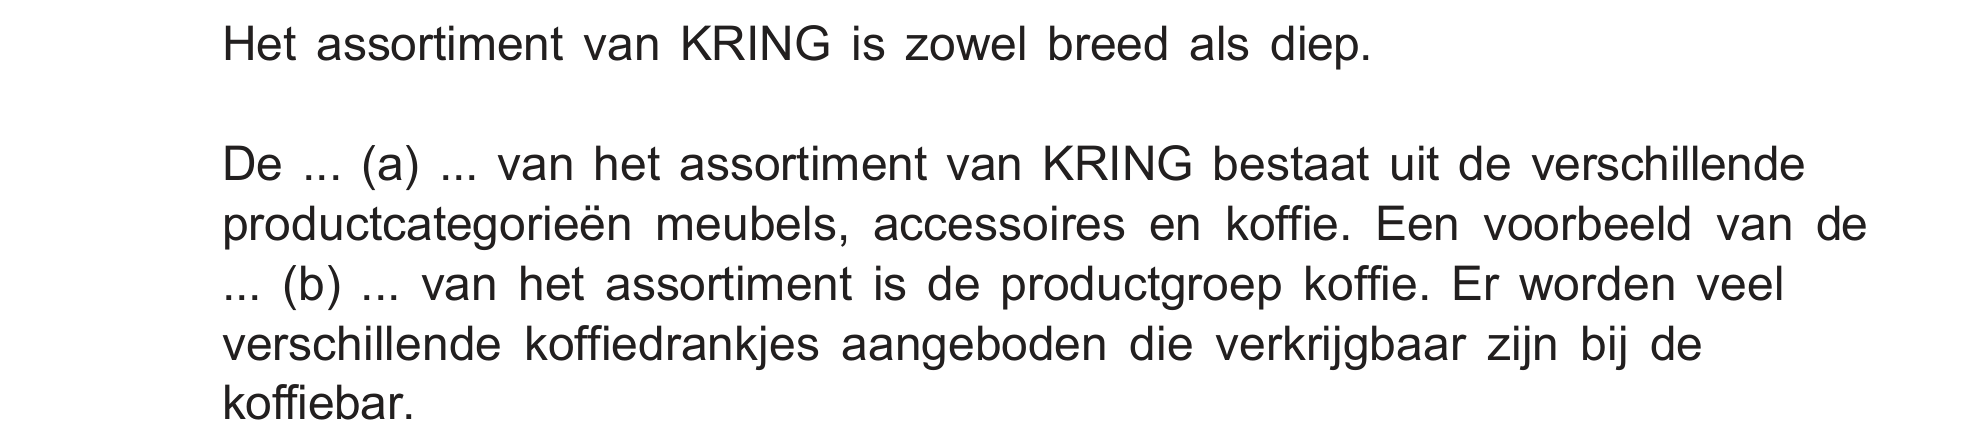 Het assortiment van KRING is zowel breed als diep.
De ... (a) ... van het assortiment van KRING bestaat uit de verschillende
productcategorieën meubels, accessoires en koffie. Een voorbeeld van de
... (b) ... van het assortiment is de productgroep koffie. Er worden veel
verschillende koffiedrankjes aangeboden die verkrijgbaar zijn bij de
koffiebar.